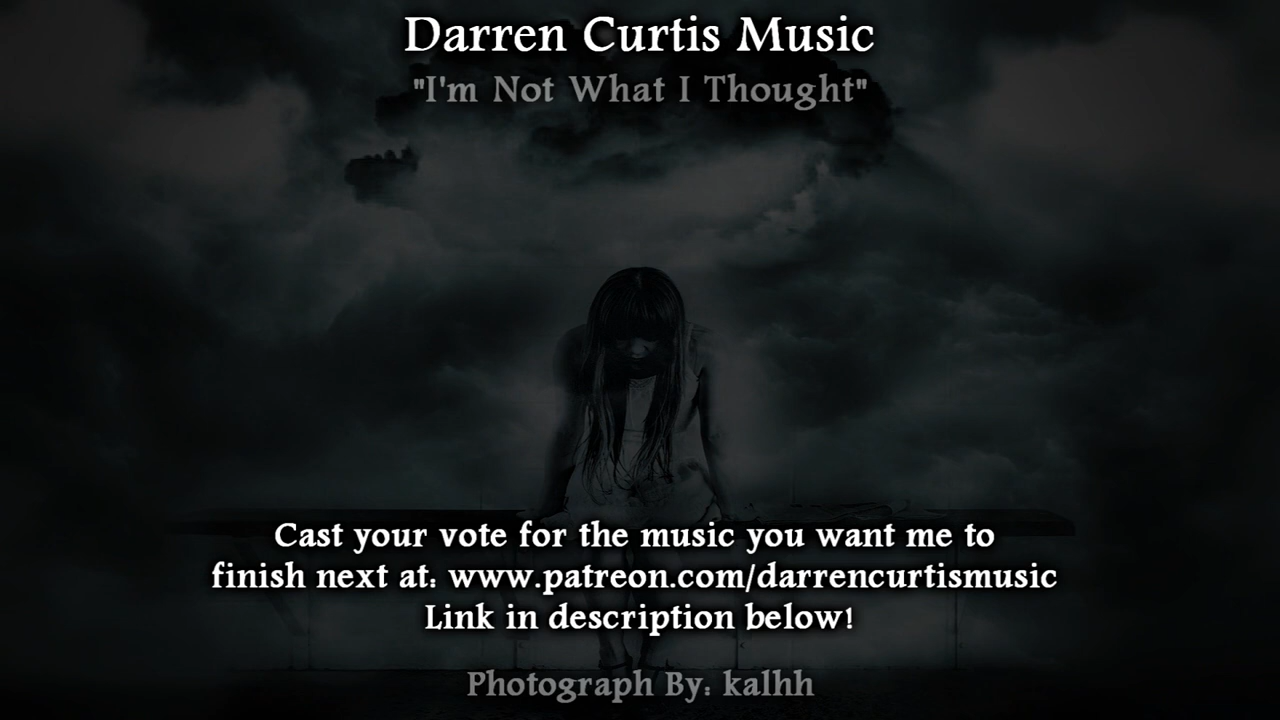 Darren Curtis Music
"I'm Not What I Thought"
Cast your vote for the music you want me to
finish next at: www.patreon.com/darrencurtismusic
Link in description below!
Photograph By: kalhh